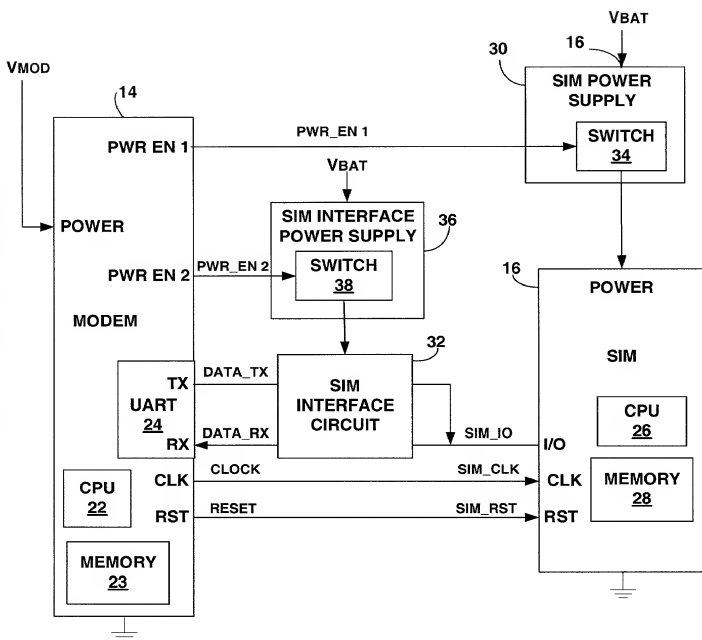 VBAT
16
30
SIM POWER
SUPPLY
SWITCH
34
VMOD
14
PWR EN 1
PWR_EN 1
VBAT
SIM INTERFACE
POWER SUPPLY
36
SWITCH
38
POWER
PWR EN 2
PWR_EN 2
MODEM
16
POWER
SIM
CPU
26
MEMORY
28
32
SIM
INTERFACE
CIRCUIT
TX
UART
24
RX
DATA_TX
DATA_RX
SIM_IO
I/O
CLK
CLOCK
SIM_CLK
CLK
RST
RESET
SIM_RST
RST
CPU
22
MEMORY
23